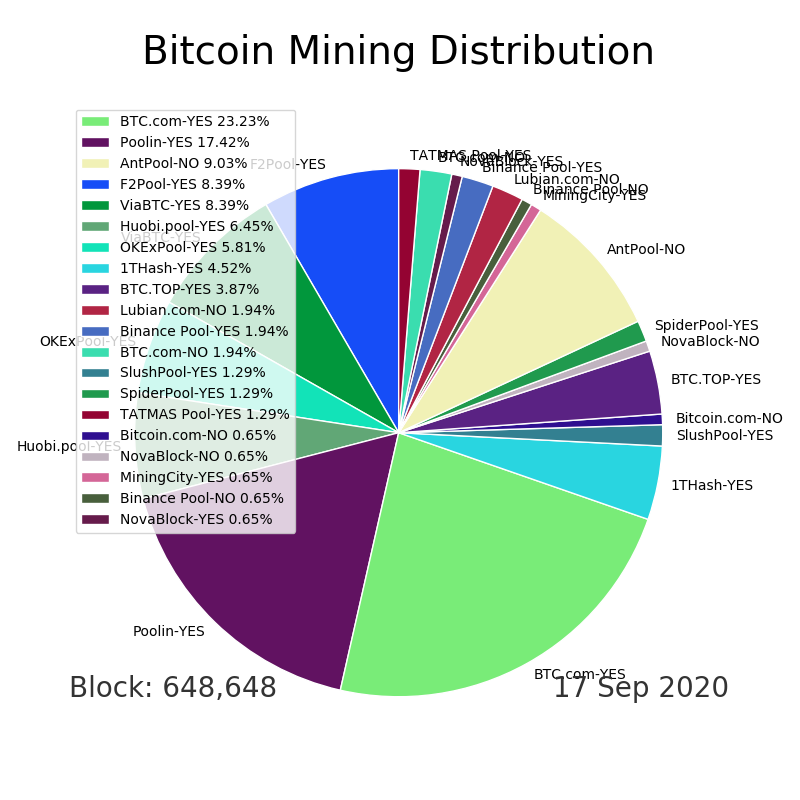 Bitcoin Mining Distribution
BTC.com-YES 23.23%
Poolin-YES 17.42%
AntPool-NO 9.03%
F2Pool-YES 8.39%
ViaBTC-YES 8.39%
Huobi.pool-YES 6.45%
OKExPool-YES 5.81%
1THash-YES 4.52%
BTC.TOP-YES 3.87%
Lubian.com-NO 1.94%
Binance Pool-YES 1.94%
BTC.com-NO 1.94%
SlushPool-YES 1.29%
SpiderPool-YES 1.29%
TATMAS Pool-YES 1.29%
Bitcoin.com-NO 0.65%
NovaBlock-NO 0.65%
MiningCity-YES 0.65%
Binance Pool-NO 0.65%
NovaBlock-YES 0.65%
TATMAS Pool-YES
BTC.com-NO
NovaBlock-YES
Binance Pool-YES
Lubian.com-NO
Binance Pool-NO
MiningCity-YES
AntPool-NO
SpiderPool-YES
NovaBlock-NO
BTC.TOP-YES
Bitcoin.com-NO
SlushPool-YES
1THash-YES
BTC.com-YES
Poolin-YES
Huobi.pool-YES
OKExPool-YES
ViaBTC-YES
F2Pool-YES
Block: 648,648
17 Sep 2020